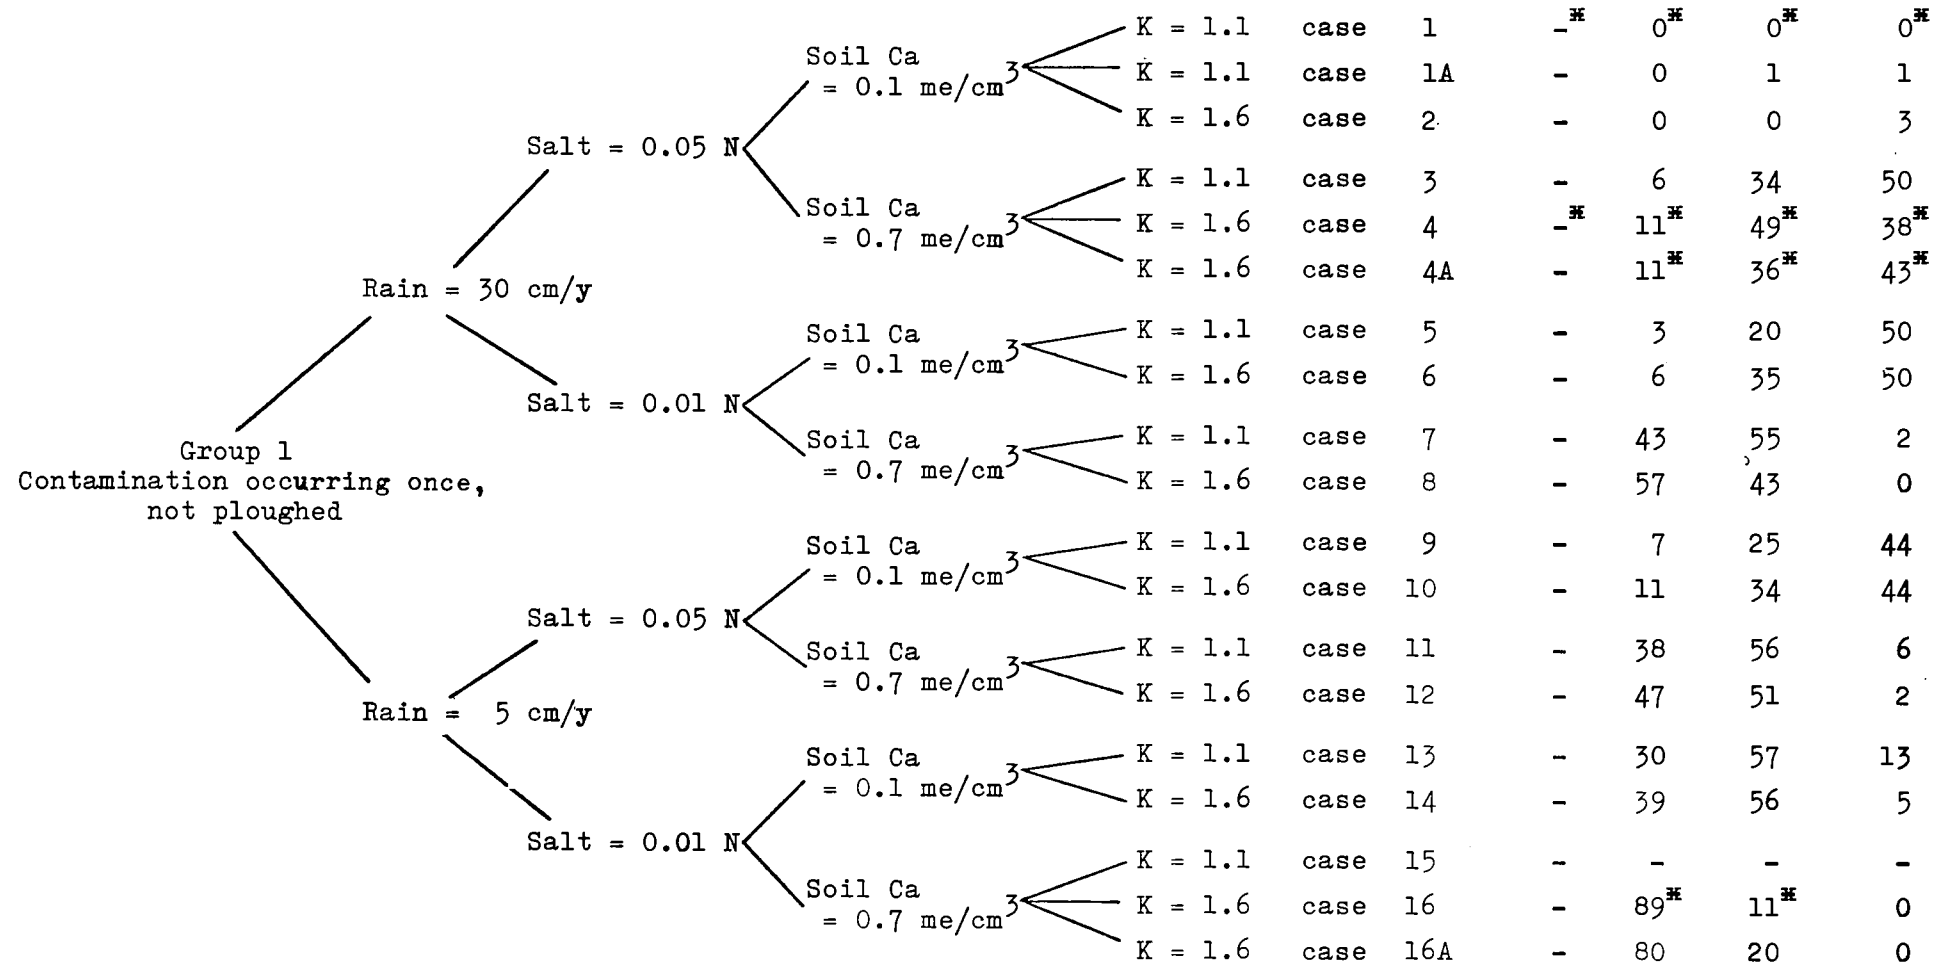 K = 1.1 case 1 -* 0* 0* 0*
Soil Ca
= 0.1 me/cm3
K = 1.1 case 1A - 0 1 1
K = 1.6 case 2 - 0 0 3
Salt = 0.05 N
K = 1.1 case 3 - 6 34 50
Soil Ca
= 0.7 me/cm3
K = 1.6 case 4 -* 11* 49* 38*
K = 1.6 case 4A - 11* 36* 43*
Rain = 30 cm/y
K = 1.1 case 5 - 3 20 50
Soil Ca
= 0.1 me/cm3
K = 1.6 case 6 - 6 35 50
Salt = 0.01 N
K = 1.1 case 7 - 43 55 2
Soil Ca
= 0.7 me/cm3
K = 1.6 case 8 - 57 43 0
Group 1
Contamination occurring once,
not ploughed
K = 1.1 case 9 - 7 25 44
Soil Ca
= 0.1 me/cm3
K = 1.6 case 10 - 11 34 44
Salt = 0.05 N
K = 1.1 case 11 - 38 56 6
Soil Ca
= 0.7 me/cm3
K = 1.6 case 12 - 47 51 2
Rain = 5 cm/y
K = 1.1 case 13 - 30 57 13
Soil Ca
= 0.1 me/cm3
K = 1.6 case 14 - 39 56 5
Salt = 0.01 N
K = 1.1 case 15 - - - -
Soil Ca
= 0.7 me/cm3
K = 1.6 case 16 - 89* 11* 0
K = 1.6 case 16A - 80 20 0